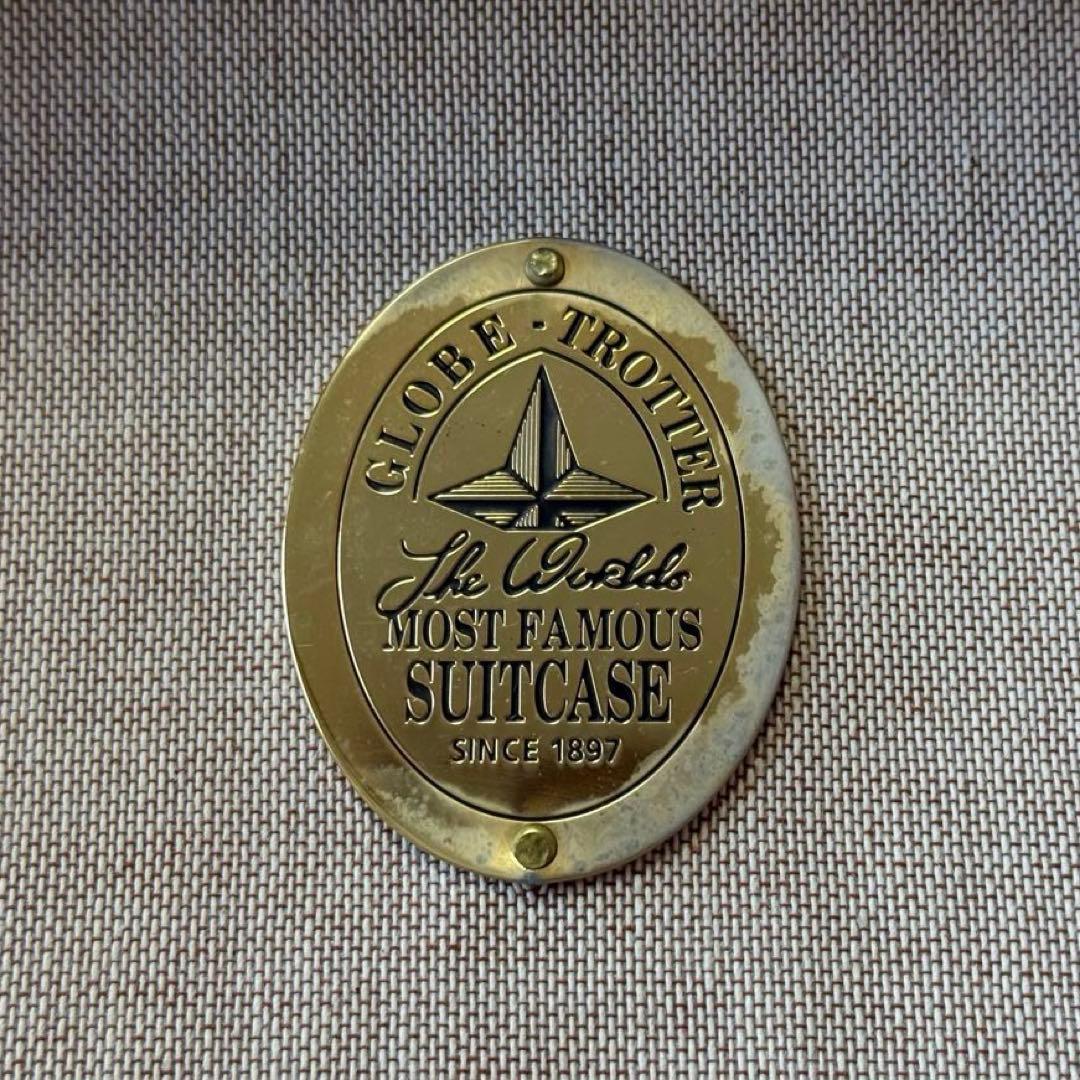 GLOBE - TROTTER
The Worlds
MOST FAMOUS
SUITCASE
SINCE 1897